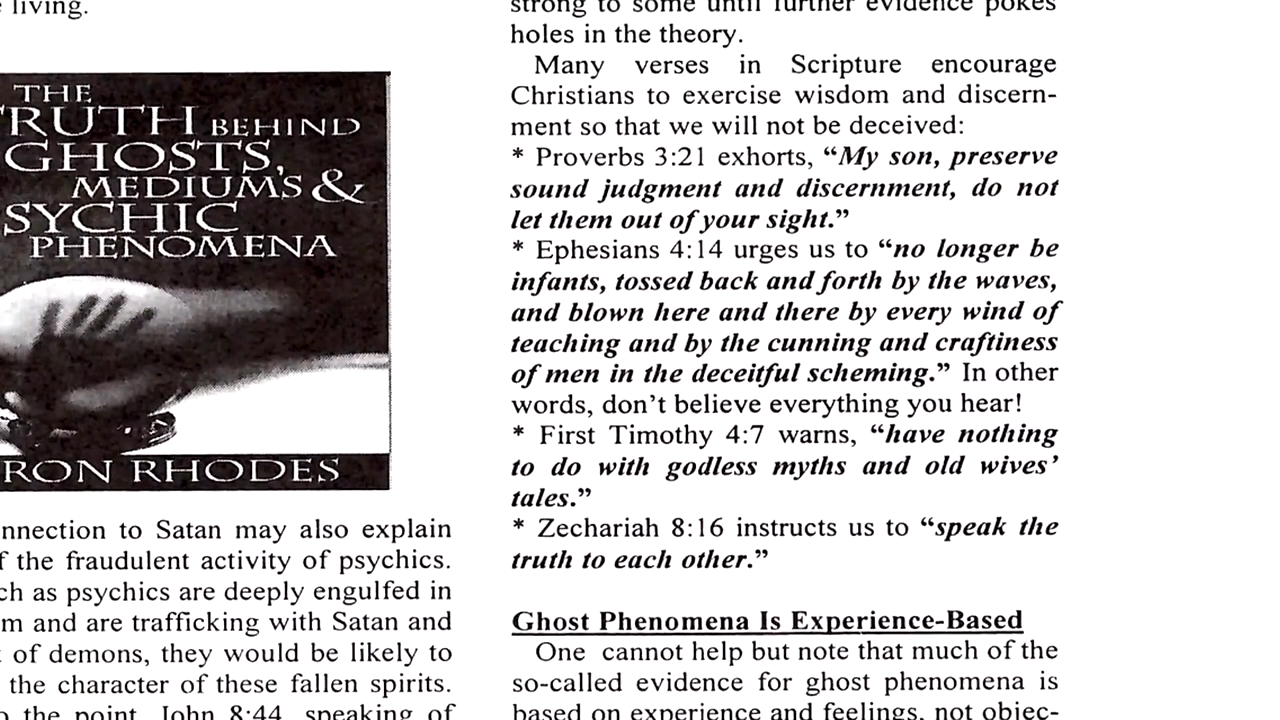 living.
THE
TRUTH BEHIND
GHOSTS,
MEDIUMS &
SYCHIC
PHENOMENA
RON RHODES
nnection to Satan may also explain
f the fraudulent activity of psychics.
ch as psychics are deeply engulfed in
m and are trafficking with Satan and
of demons, they would be likely to
the character of these fallen spirits.
the point, John 8:44, speaking of
strong to some until further evidence pokes
holes in the theory.
Many verses in Scripture encourage
Christians to exercise wisdom and discern-
ment so that we will not be deceived:
* Proverbs 3:21 exhorts, “My son, preserve
sound judgment and discernment, do not
let them out of your sight.”
* Ephesians 4:14 urges us to “no longer be
infants, tossed back and forth by the waves,
and blown here and there by every wind of
teaching and by the cunning and craftiness
of men in the deceitful scheming.” In other
words, don’t believe everything you hear!
* First Timothy 4:7 warns, “have nothing
to do with godless myths and old wives’
tales.”
* Zechariah 8:16 instructs us to “speak the
truth to each other.”
Ghost Phenomena Is Experience-Based
One cannot help but note that much of the
so-called evidence for ghost phenomena is
based on experience and feelings, not objec-